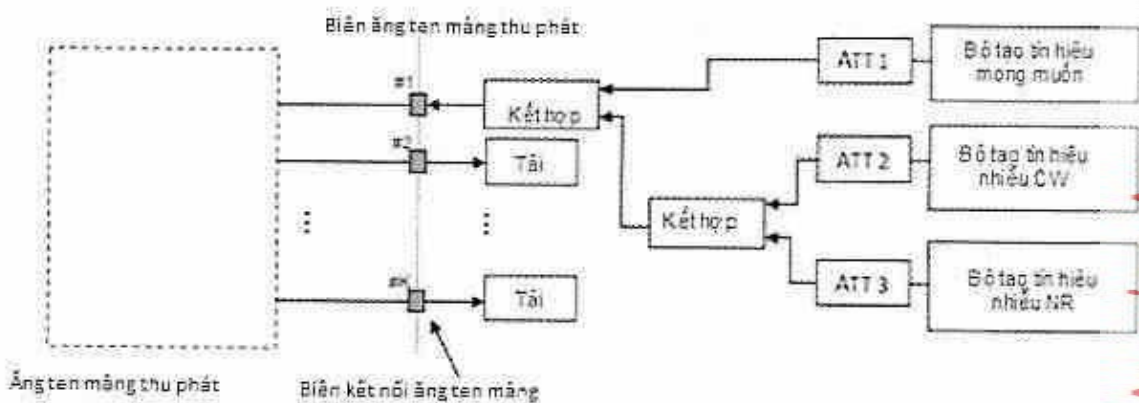 Biên ăng ten mảng thu phát
#1
Kết hợp
ATT 1
Bộ tạo tín hiệu
mong muốn
#2
Tải
ATT 2
Bộ tạo tín hiệu
nhiễu CW
Kết hợp
#K
Tải
ATT 3
Bộ tạo tín hiệu
nhiễu NR
Ăng ten mảng thu phát
Biên kết nối ăng ten mảng